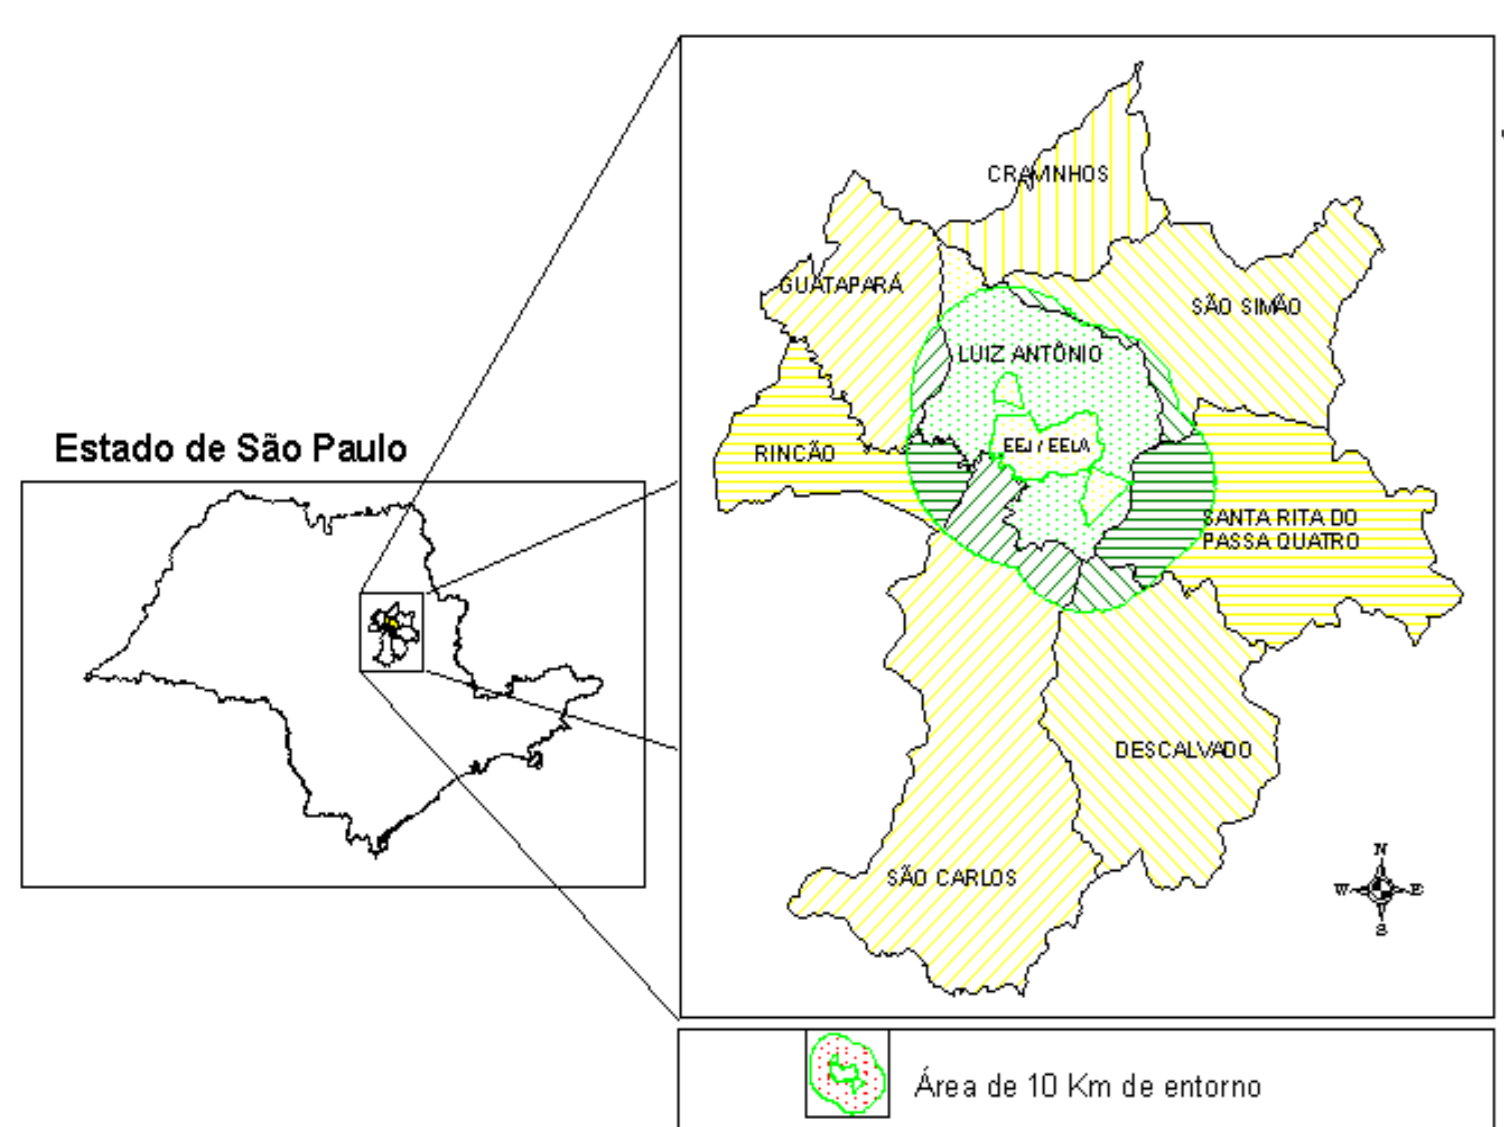 CRAVINHOS
GUATAPARÁ
SÃO SIMÃO
LUIZ ANTÔNIO
EEJ / EELA
RINCÃO
Estado de São Paulo
SANTA RITA DO
PASSA QUATRO
DESCALVADO
SÃO CARLOS
N
W E
S
Área de 10 Km de entorno